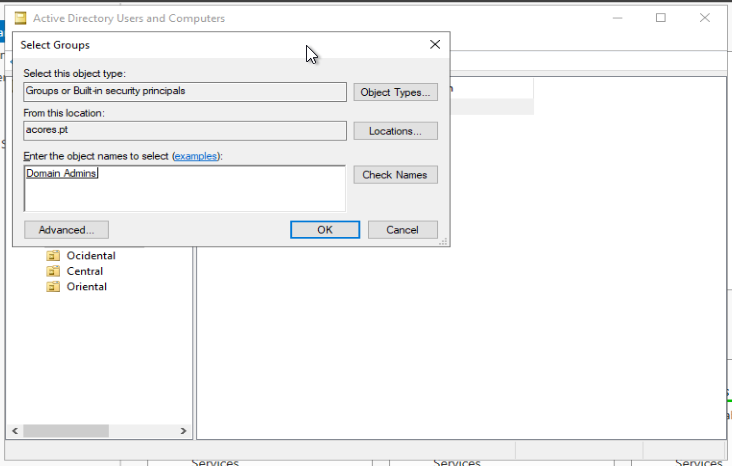 Active Directory Users and Computers
Select Groups
Select this object type:
Groups or Built-in security principals
Object Types...
From this location:
acores.pt
Locations...
Enter the object names to select (examples):
Domain Admins
Check Names
Advanced...
OK
Cancel
Ocidental
Central
Oriental
Services
Services
Services